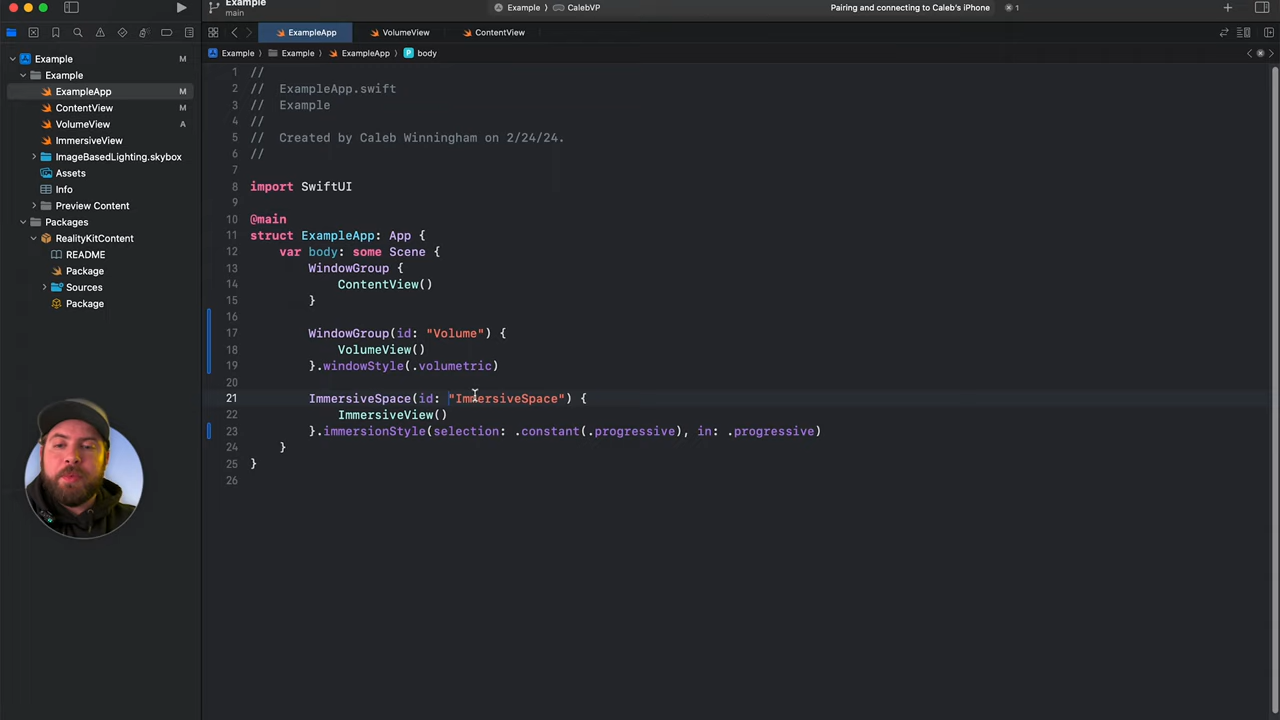 Example
main
Example
CalebVP
Pairing and connecting to Caleb's iPhone
1
ExampleApp
VolumeView
ContentView
Example
Example
ExampleApp
body
Example M
Example
ExampleApp M
ContentView M
VolumeView A
ImmersiveView
ImageBasedLighting.skybox
Assets
Info
Preview Content
Packages
RealityKitContent
README
Package
Sources
Package
1 //
2 // ExampleApp.swift
3 // Example
4 //
5 // Created by Caleb Winningham on 2/24/24.
6 //
7
8 import SwiftUI
9
10 @main
11 struct ExampleApp: App {
12 var body: some Scene {
13 WindowGroup {
14 ContentView()
15 }
16
17 WindowGroup(id: "Volume") {
18 VolumeView()
19 }.windowStyle(.volumetric)
20
21 ImmersiveSpace(id: "ImmersiveSpace") {
22 ImmersiveView()
23 }.immersionStyle(selection: .constant(.progressive), in: .progressive)
24 }
25 }
26